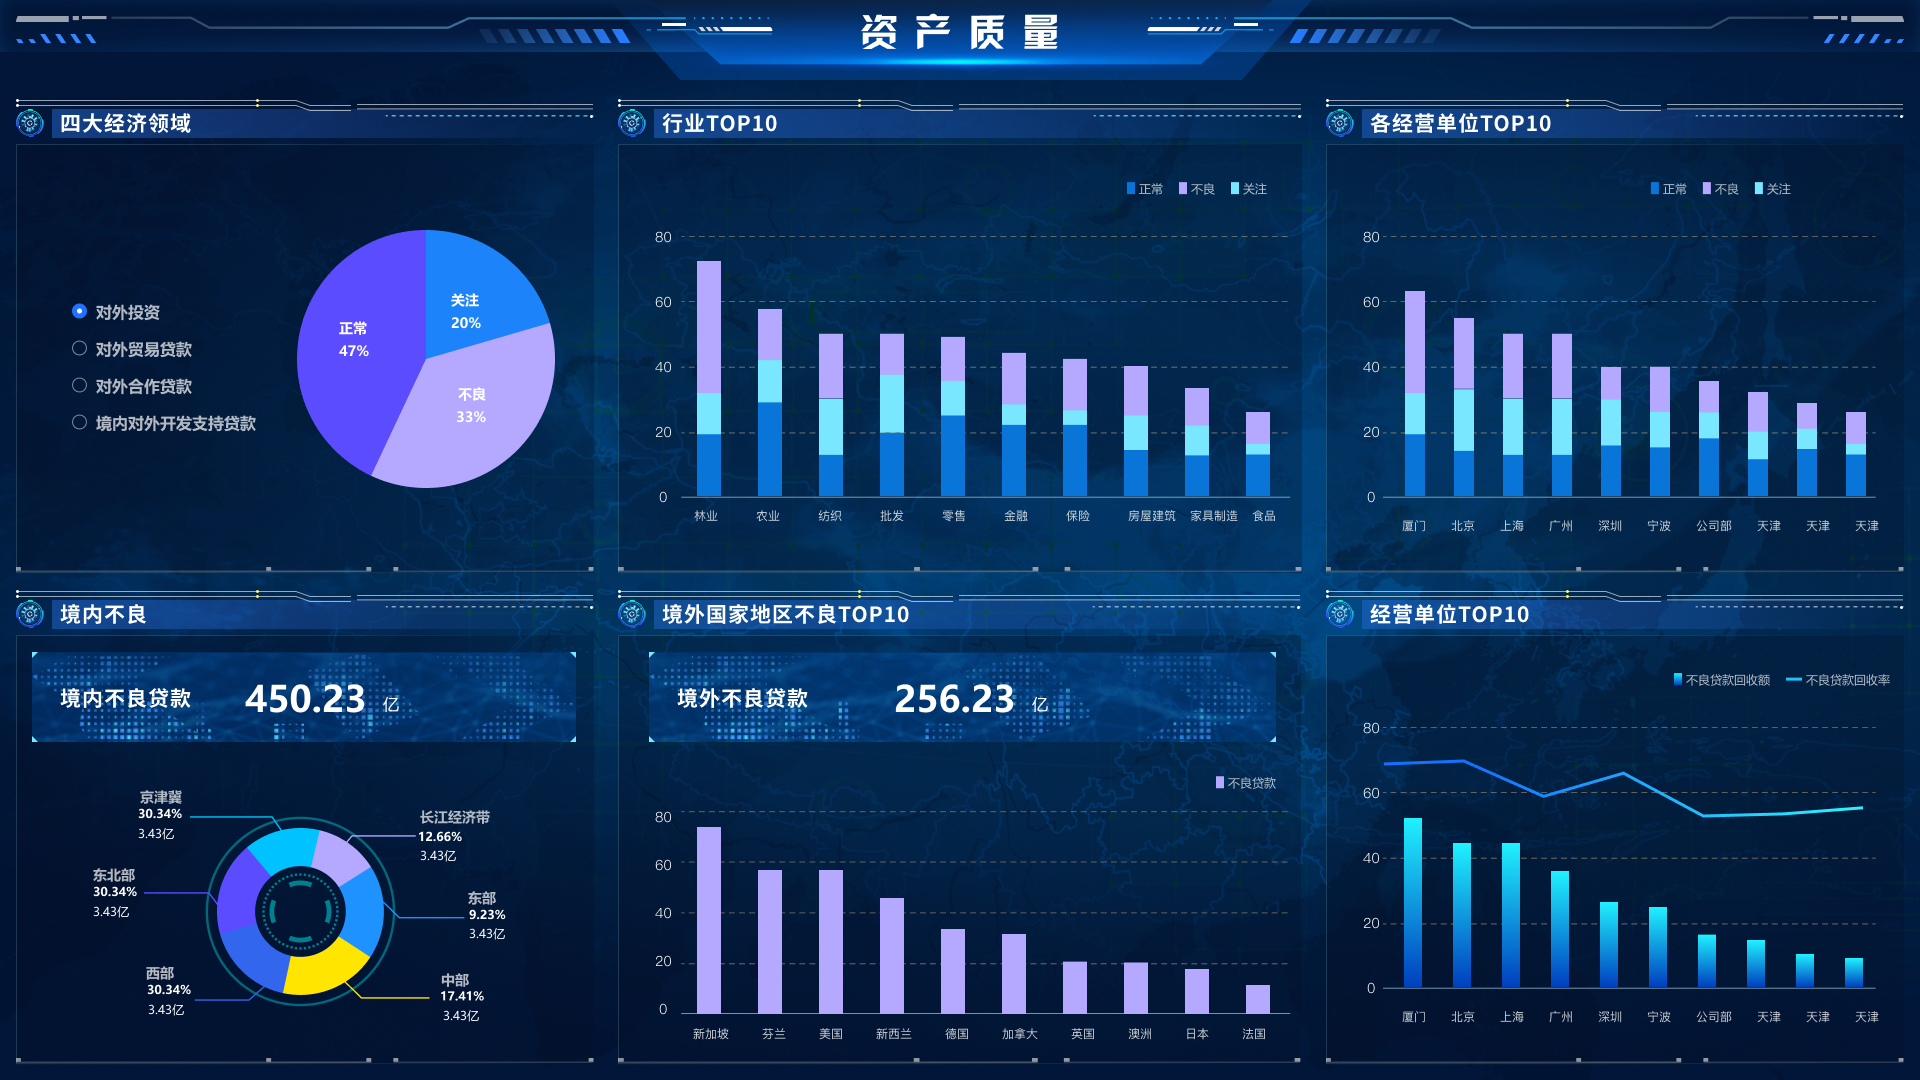 资产质量
四大经济领域
对外投资
对外贸易贷款
对外合作贷款
境内对外开发支持贷款
关注
20%
正常
47%
不良
33%
行业TOP10
正常 不良 关注
80
60
40
20
0
林业 农业 纺织 批发 零售 金融 保险 房屋建筑 家具制造 食品
各经营单位TOP10
正常 不良 关注
80
60
40
20
0
厦门 北京 上海 广州 深圳 宁波 公司部 天津 天津 天津
境内不良
境内不良贷款 450.23 亿
京津冀
30.34%
3.43亿
长江经济带
12.66%
3.43亿
东北部
30.34%
3.43亿
东部
9.23%
3.43亿
西部
30.34%
3.43亿
中部
17.41%
3.43亿
境外国家地区不良TOP10
境外不良贷款 256.23 亿
不良贷款
80
60
40
20
0
新加坡 芬兰 美国 新西兰 德国 加拿大 英国 澳洲 日本 法国
经营单位TOP10
不良贷款回收额 不良贷款回收率
80
60
40
20
0
厦门 北京 上海 广州 深圳 宁波 公司部 天津 天津 天津